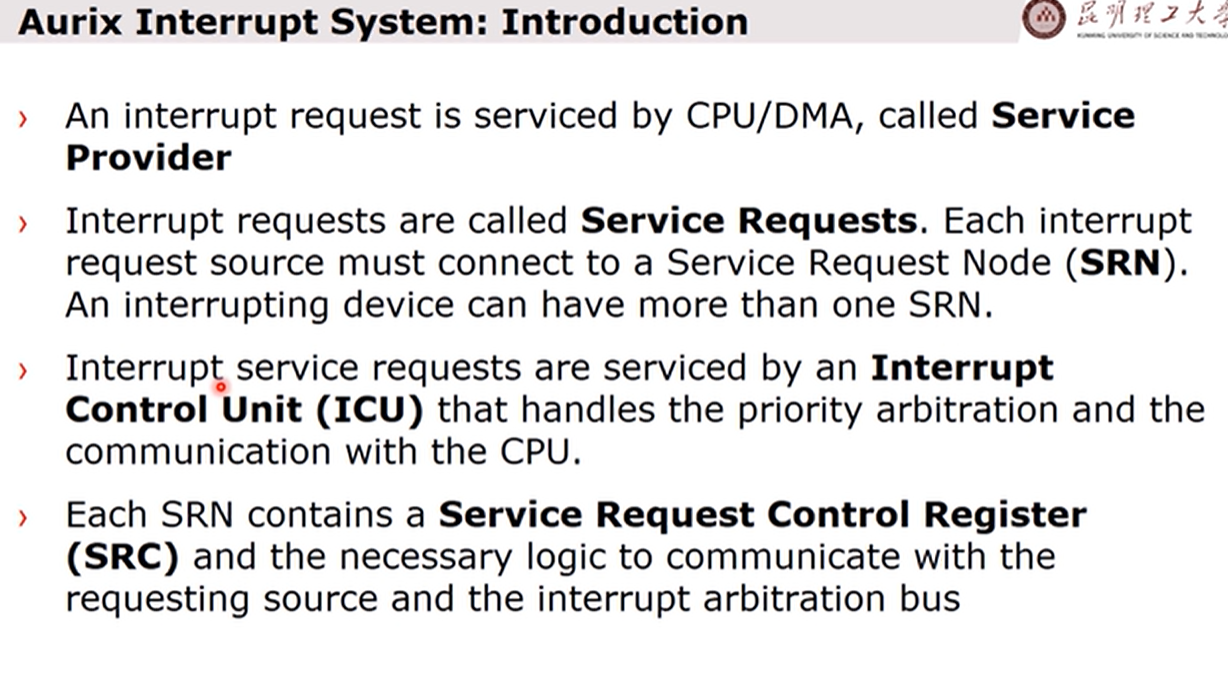 Aurix Interrupt System: Introduction
昆明理工大学
KUNMING UNIVERSITY OF SCIENCE AND TECHNOLOG
› An interrupt request is serviced by CPU/DMA, called Service
Provider
› Interrupt requests are called Service Requests. Each interrupt
request source must connect to a Service Request Node (SRN).
An interrupting device can have more than one SRN.
› Interrupt service requests are serviced by an Interrupt
Control Unit (ICU) that handles the priority arbitration and the
communication with the CPU.
› Each SRN contains a Service Request Control Register
(SRC) and the necessary logic to communicate with the
requesting source and the interrupt arbitration bus